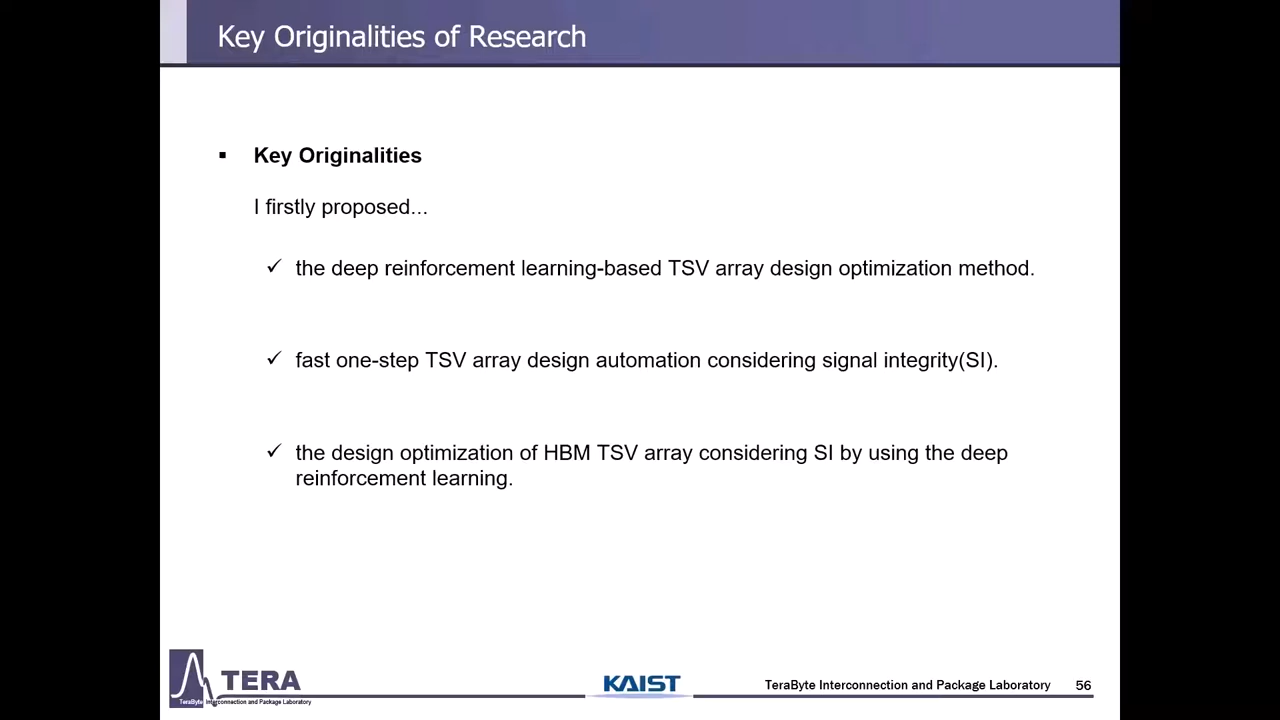 Key Originalities of Research
▪ Key Originalities
I firstly proposed...
✓ the deep reinforcement learning-based TSV array design optimization method.
✓ fast one-step TSV array design automation considering signal integrity(SI).
✓ the design optimization of HBM TSV array considering SI by using the deep
reinforcement learning.
TERA
TeraByte Interconnection and Package Laboratory
KAIST
TeraByte Interconnection and Package Laboratory 56